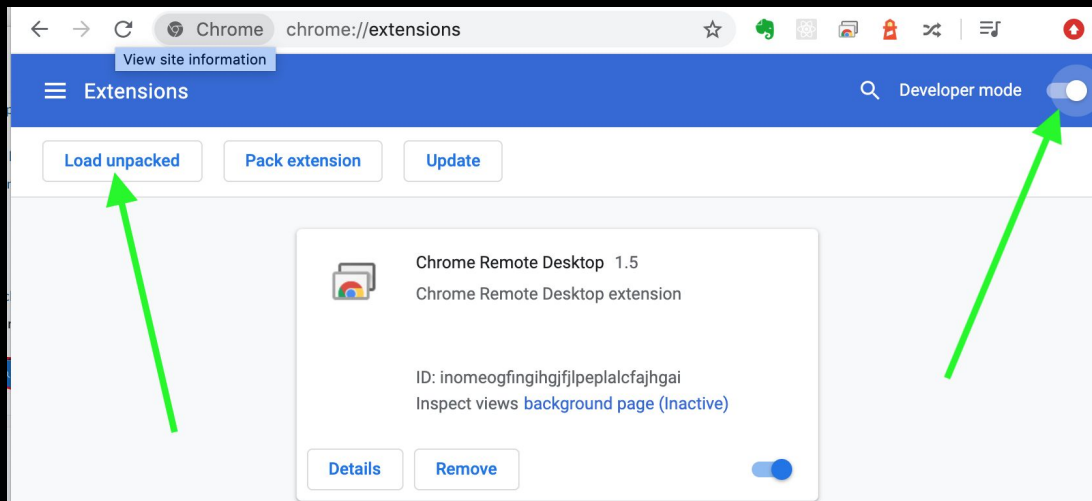 Chrome chrome://extensions
View site information
Extensions
Developer mode
Load unpacked
Pack extension
Update
Chrome Remote Desktop 1.5
Chrome Remote Desktop extension
ID: inomeogfingihgjfjlpeplalcfajhgai
Inspect views background page (Inactive)
Details
Remove